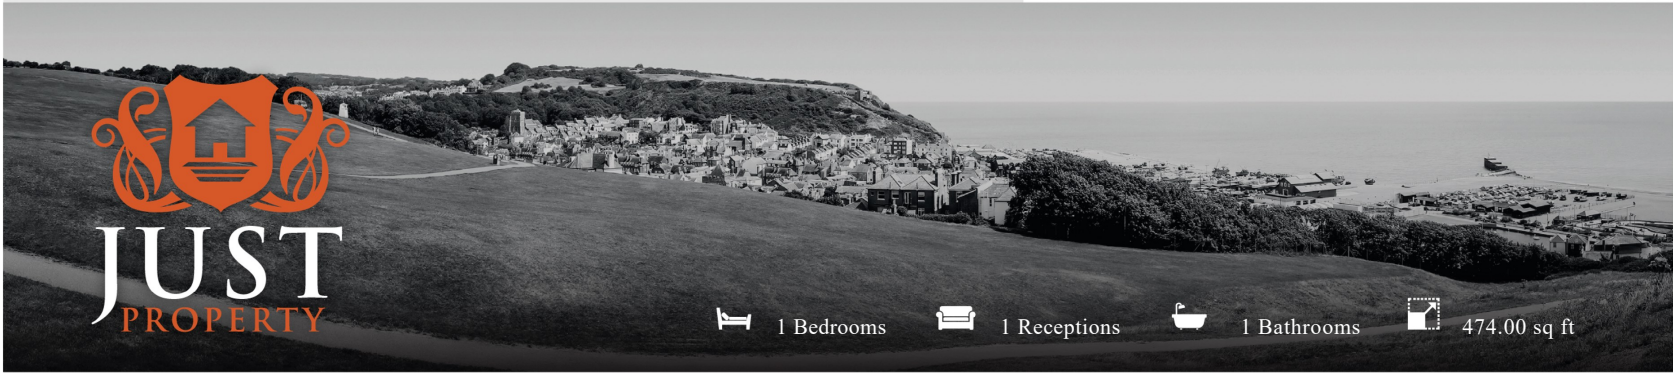 JUST
PROPERTY
1 Bedrooms
1 Receptions
1 Bathrooms
474.00 sq ft